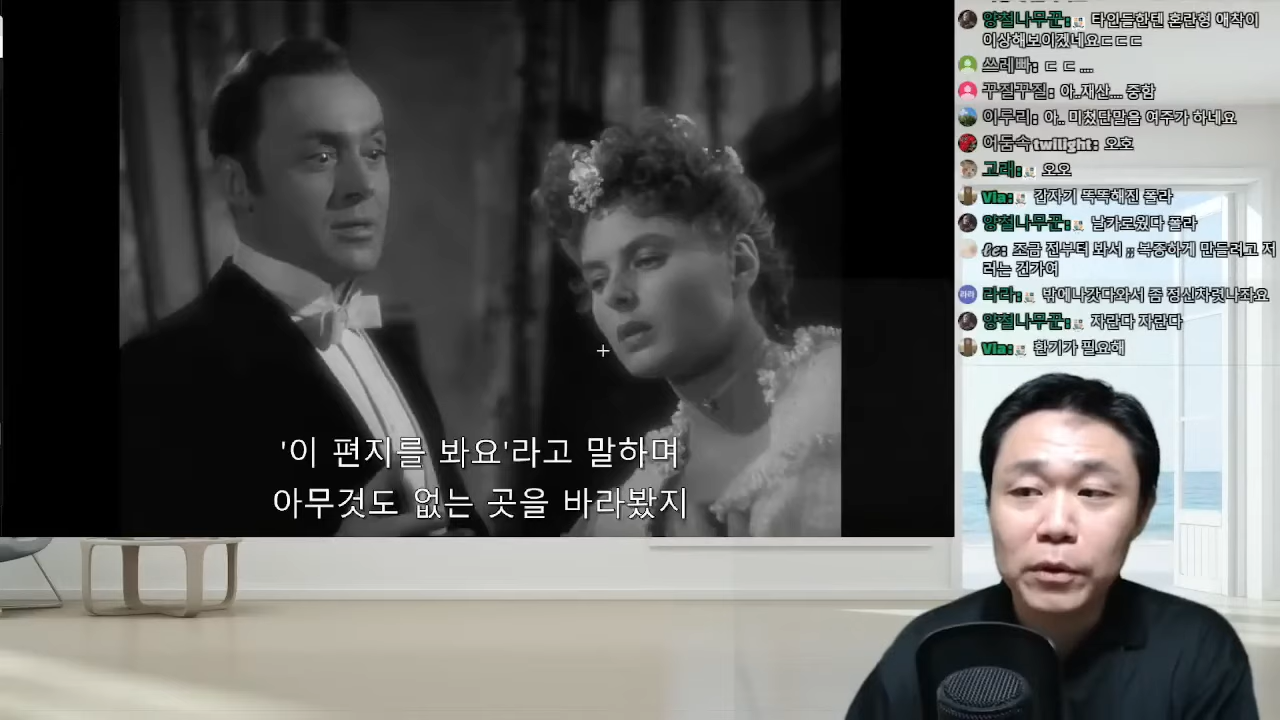 '이 편지를 봐요'라고 말하며
아무것도 없는 곳을 바라봤지
양철나무꾼: 타인들한텐 혼란형 애착이
이상해보이겠네요ㄷㄷㄷ
쓰레빠: ㄷ ㄷ ....
꾸질꾸질: 아..재산.... 중함
이루리: 아.. 미쳤단말을 여주가 하네요
어둠속twilight: 오호
고래: 오오
Via: 갑자기 똑똑해진 폴라
양철나무꾼: 날카로웠다 폴라
조금 전부터 봐서 ;; 복종하게 만들려고 저
러는 건가여
라라: 밖에나갔다와서 좀 정신차렸나좌요
양철나무꾼: 자란다 자란다
Via: 환기가 필요해
라라